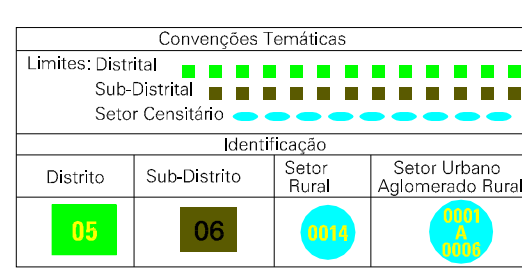 Convenções Temáticas
Limites: Distrital
Sub-Distrital
Setor Censitário
Identificação
Distrito
Sub-Distrito
Setor
Rural
Setor Urbano
Aglomerado Rural
05
06
0014
0001
A
0006